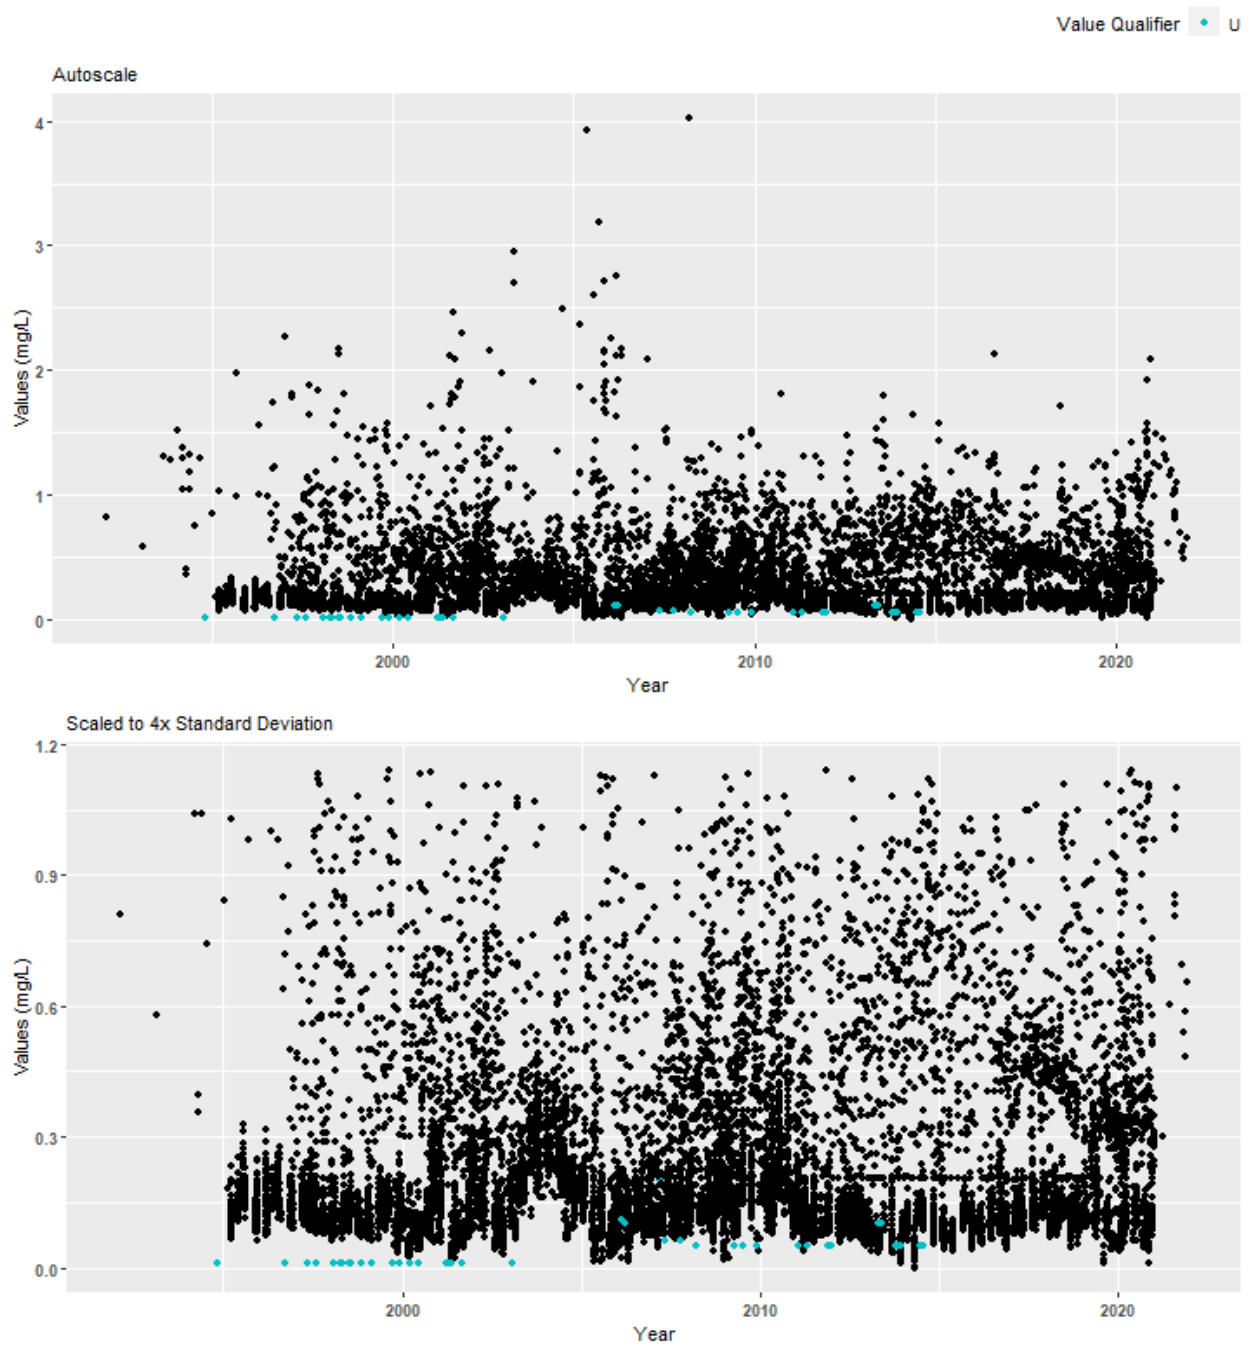 Value Qualifier U
Autoscale
4
3
2
1
0
Values (mg/L)
2000 2010 2020
Year
Scaled to 4x Standard Deviation
1.2
0.9
0.6
0.3
0.0
Values (mg/L)
2000 2010 2020
Year